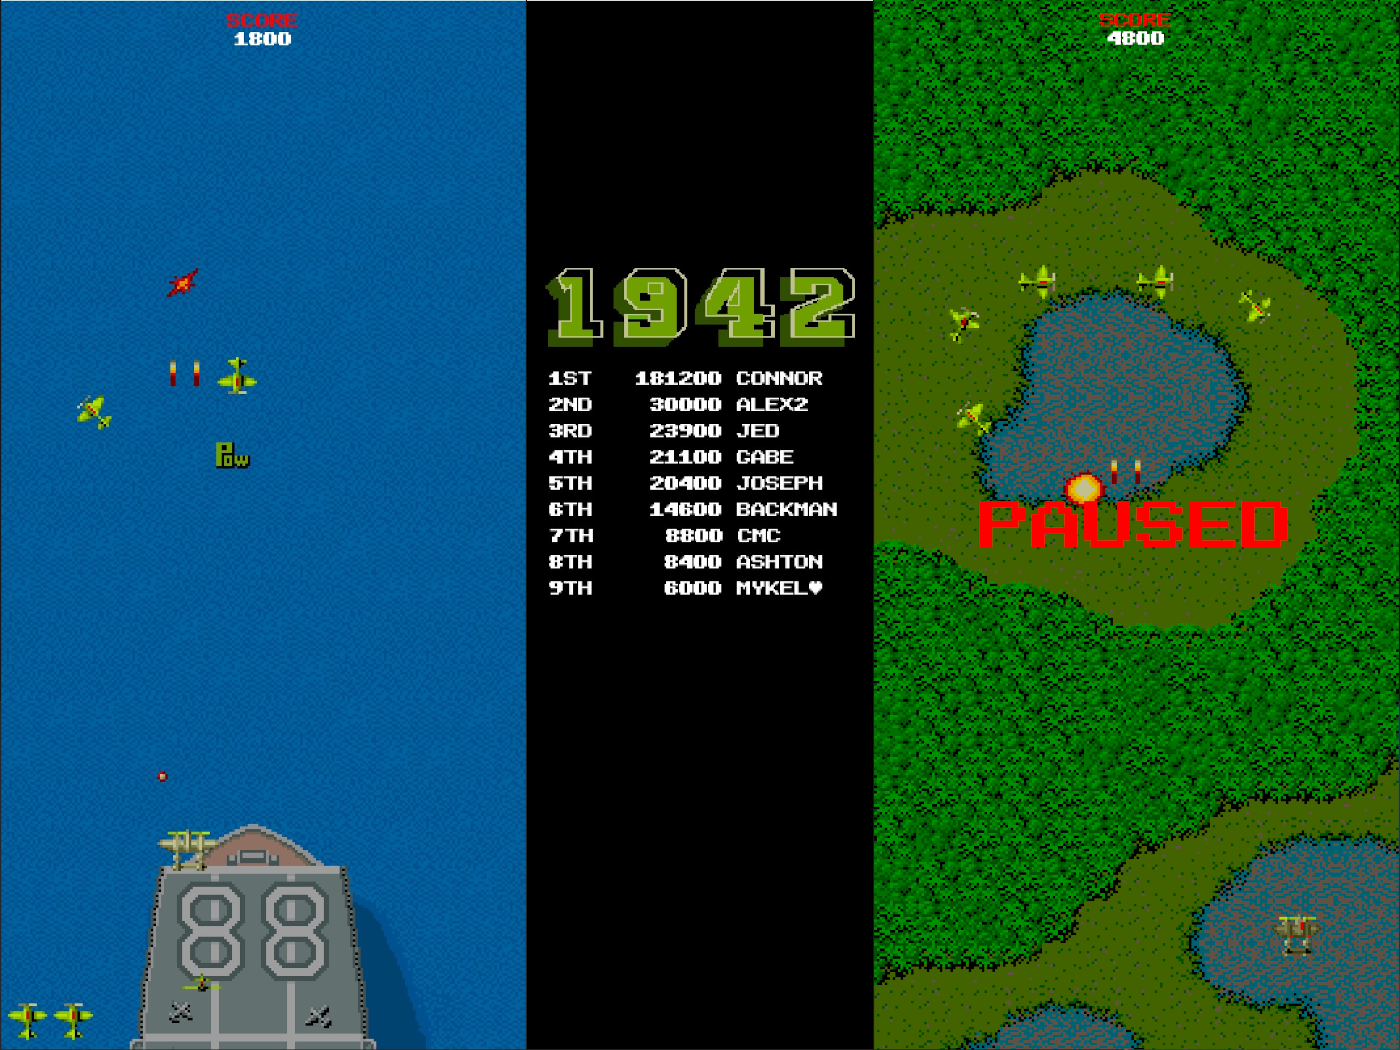 SCORE
1800
POW
88
1942
1ST 181200 CONNOR
2ND 30000 ALEX2
3RD 23900 JED
4TH 21100 GABE
5TH 20400 JOSEPH
6TH 14600 BACKMAN
7TH 8800 CMC
8TH 8400 ASHTON
9TH 6000 MYKEL♥
SCORE
4800
PAUSED